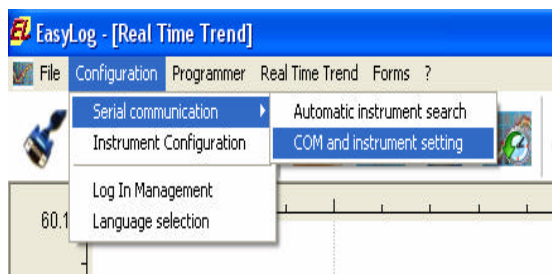 EL EasyLog - [Real Time Trend]
File Configuration Programmer Real Time Trend Forms ?
Serial communication
Automatic instrument search
Instrument Configuration
COM and instrument setting
Log In Management
Language selection
60.1